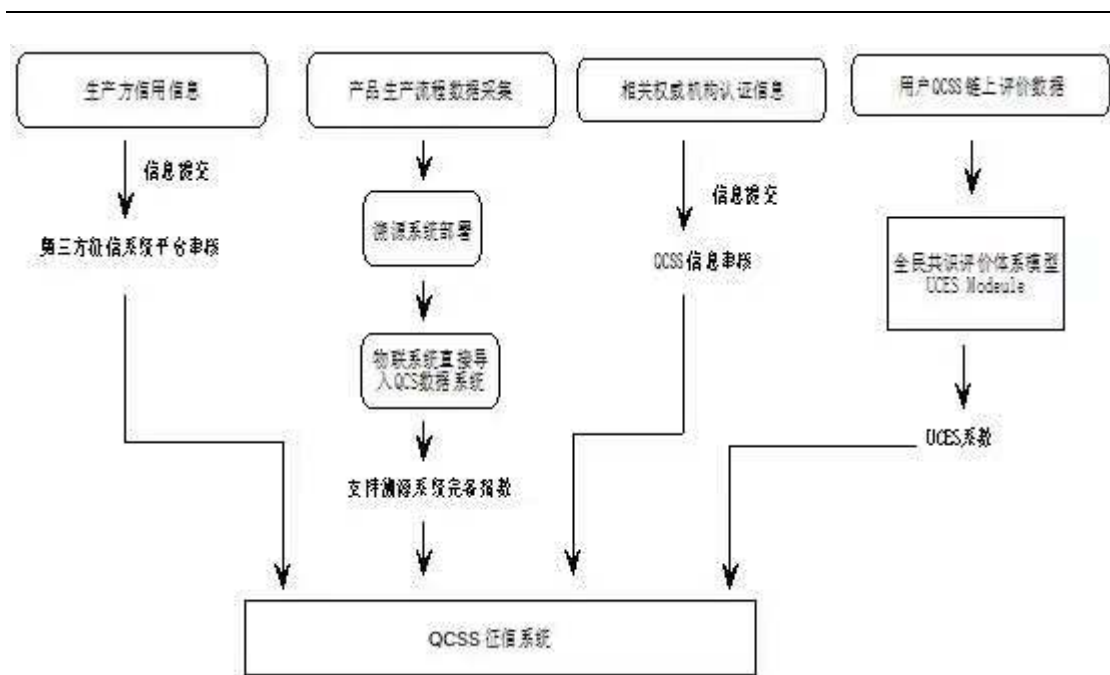 生产方信用信息
产品生产流程数据采集
相关权威机构认证信息
用户QCSS链上评价数据
信息提交
信息提交
溯源系统部署
第三方征信系统平台审核
QCSS信息审核
全民共识评价体系模型
UCES Modeule
物联系统直接导
入QCS数据系统
UCES系数
支持溯源系统完备指数
QCSS 征信系统